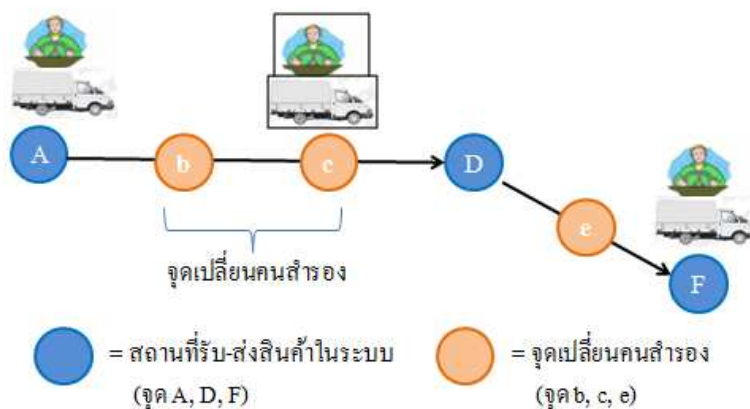 A
b
c
D
e
F
จุดเปลี่ยนคนสำรอง
= สถานที่รับ-ส่งสินค้าในระบบ
(จุด A, D, F)
= จุดเปลี่ยนคนสำรอง
(จุด b, c, e)